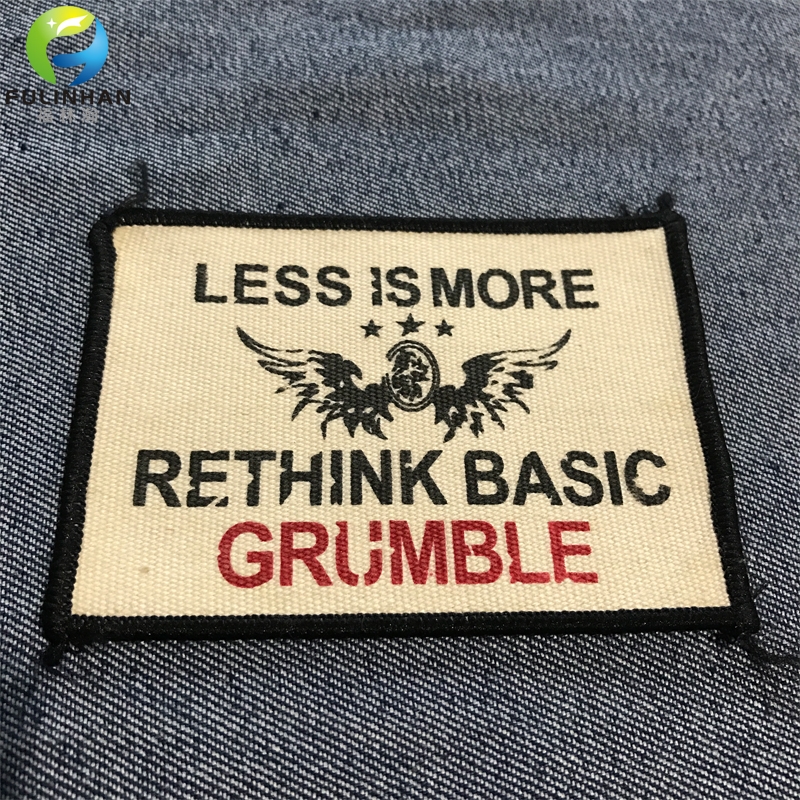 FOLINHAN
LESS IS MORE
RETHINK BASIC
GRUMBLE